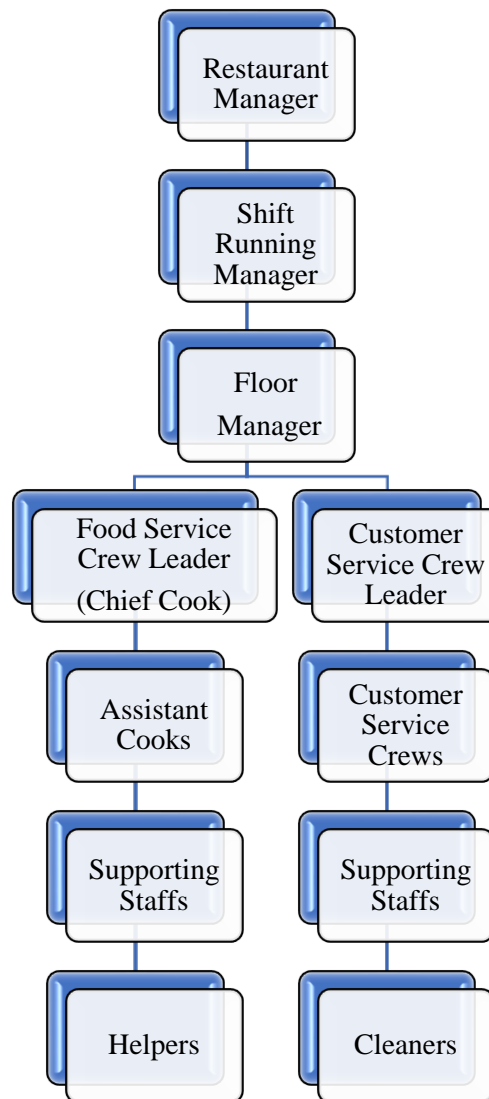 Restaurant
Manager
Shift
Running
Manager
Floor
Manager
Food Service
Crew Leader
(Chief Cook)
Customer
Service Crew
Leader
Assistant
Cooks
Customer
Service
Crews
Supporting
Staffs
Supporting
Staffs
Helpers
Cleaners